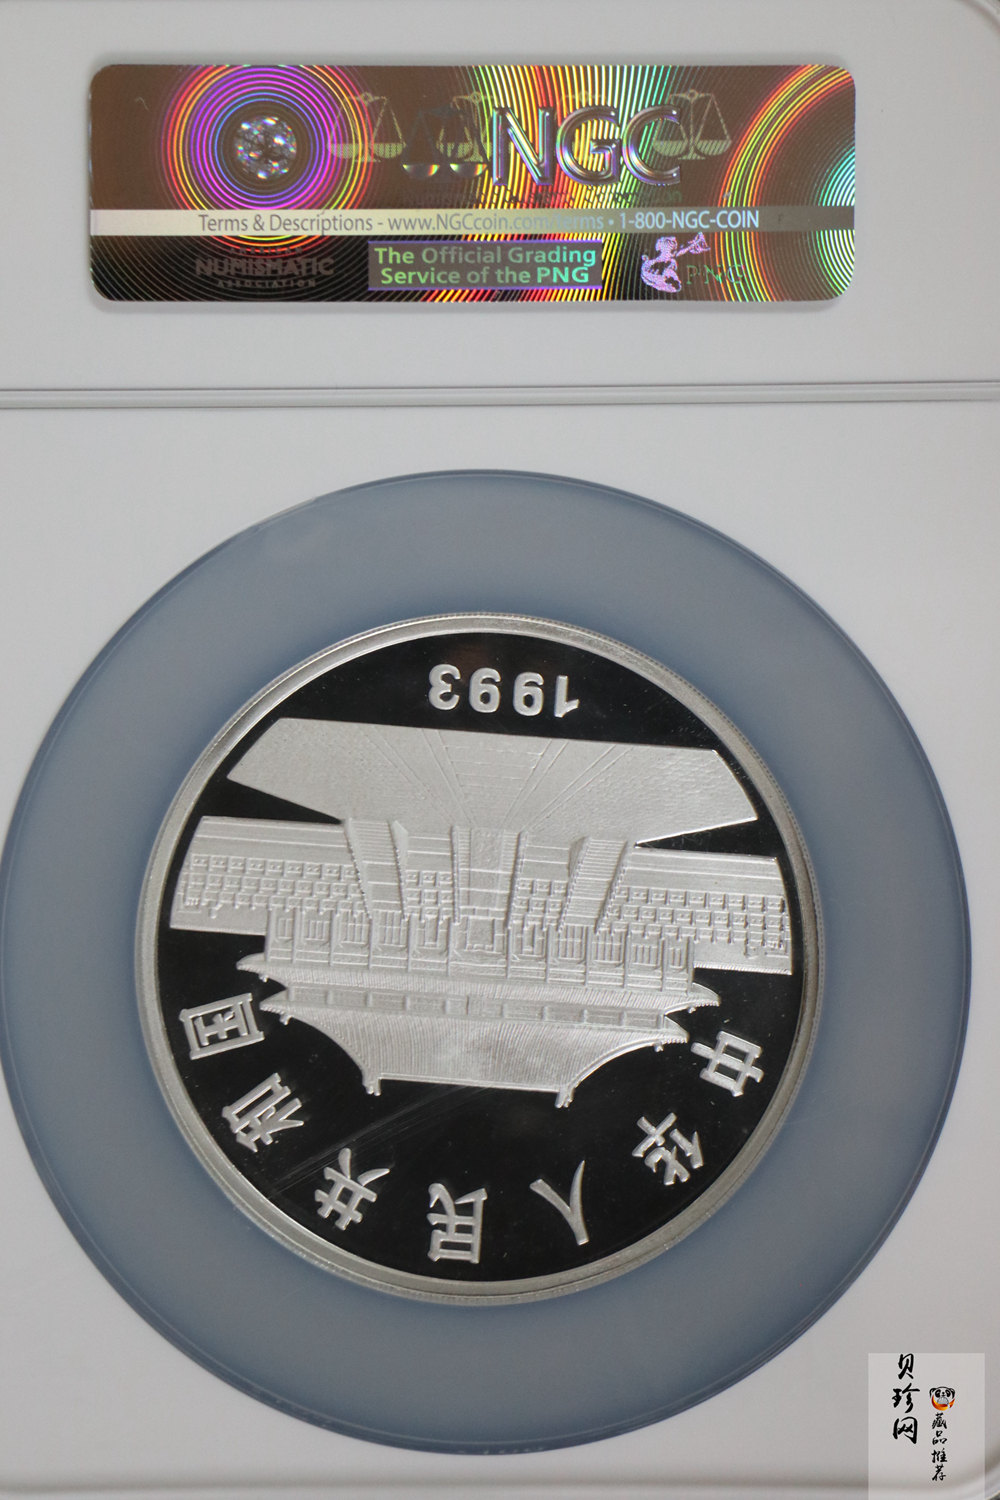 NGC
Terms & Descriptions - www.NGCcoin.com/terms • 1-800-NGC-COIN
NUMISMATIC
ASSOCIATION
The Official Grading
Service of the PNG
PNG
1993
中华人民共和国
贝珍网
藏品推荐